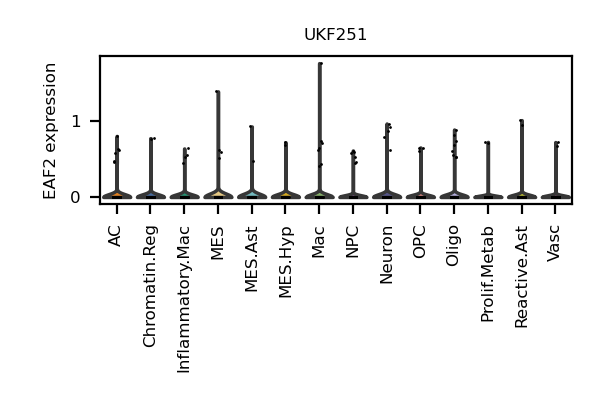 UKF251
EAF2 expression
1
0
AC
Chromatin.Reg
Inflammatory.Mac
MES
MES.Ast
MES.Hyp
Mac
NPC
Neuron
OPC
Oligo
Prolif.Metab
Reactive.Ast
Vasc